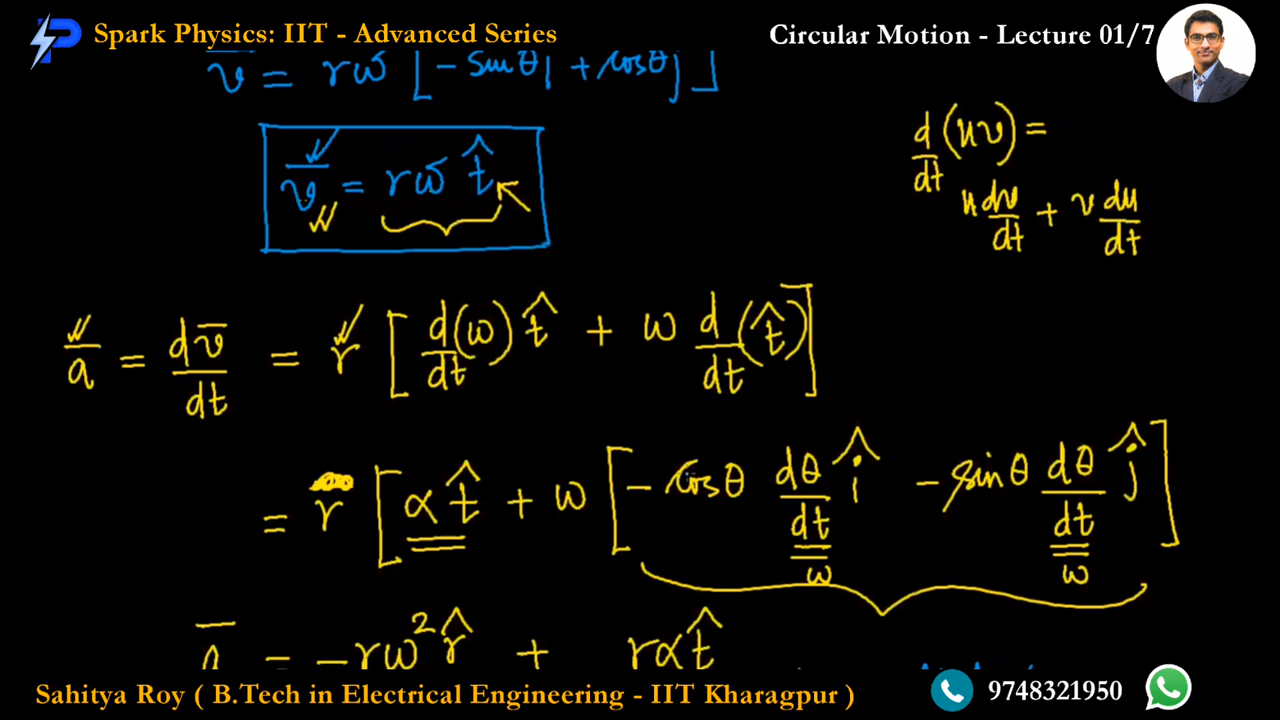 Spark Physics: IIT - Advanced Series
Circular Motion - Lecture 01/7
v̅ = rω [-sinθi + cosθj]
v̅ = rω t̂
d/dt (uv) =
u dv/dt + v du/dt
a̅ = dv̅/dt = r [d/dt (ω) t̂ + ω d/dt (t̂)]
= r [α t̂ + ω [-cosθ dθ/dt î - sinθ dθ/dt ĵ]]
ω ω
= -rω² r̂ + rα t̂
Sahitya Roy ( B.Tech in Electrical Engineering - IIT Kharagpur )
9748321950